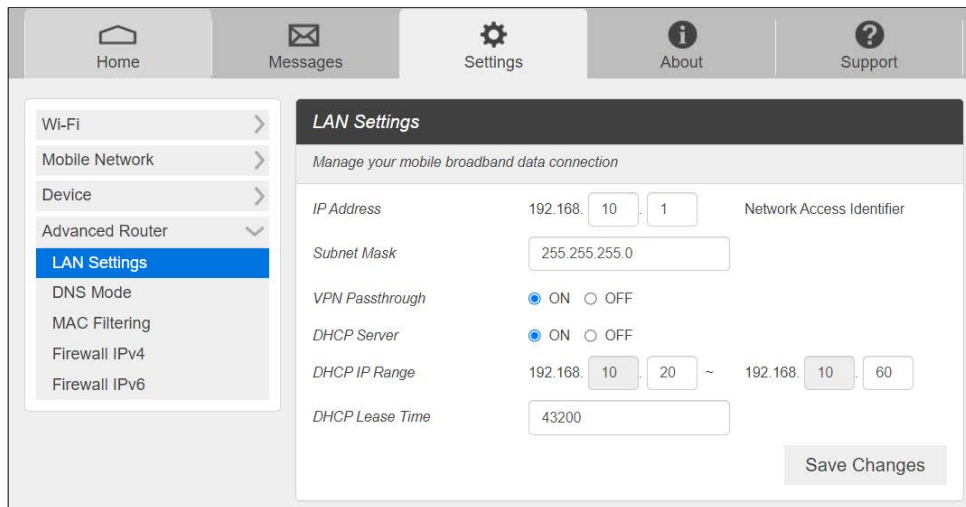 Home Messages Settings About Support
Wi-Fi
Mobile Network
Device
Advanced Router
LAN Settings
DNS Mode
MAC Filtering
Firewall IPv4
Firewall IPv6
LAN Settings
Manage your mobile broadband data connection
IP Address 192.168. 10 . 1 Network Access Identifier
Subnet Mask 255.255.255.0
VPN Passthrough ON OFF
DHCP Server ON OFF
DHCP IP Range 192.168. 10 . 20 ~ 192.168. 10 . 60
DHCP Lease Time 43200
Save Changes